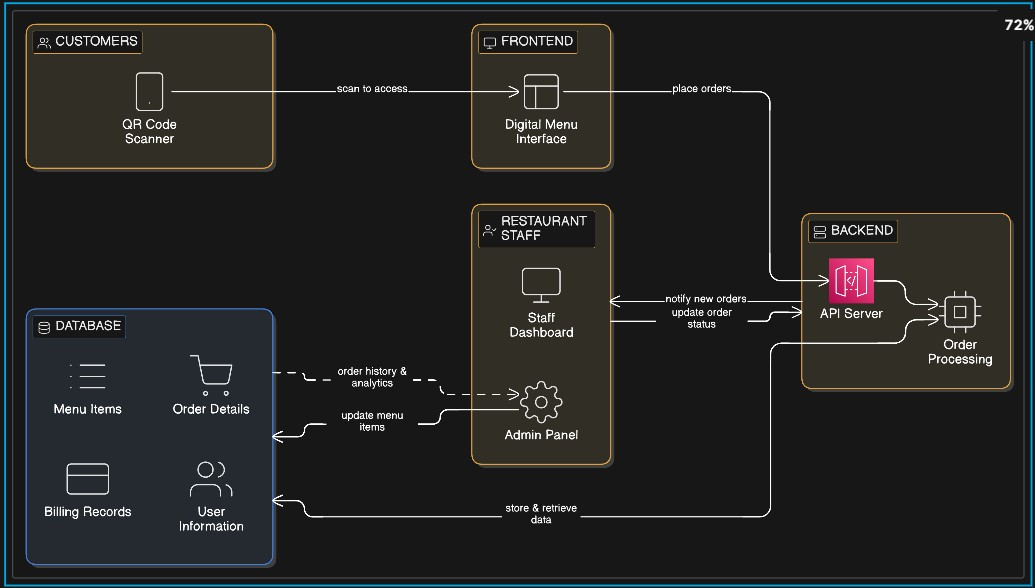 72%
CUSTOMERS
FRONTEND
scan to access
place orders
QR Code
Scanner
Digital Menu
Interface
RESTAURANT
STAFF
BACKEND
notify new orders
update order
status
API Server
Staff
Dashboard
Order
Processing
DATABASE
order history &
analytics
Menu Items
Order Details
update menu
items
Admin Panel
Billing Records
User
Information
store & retrieve
data